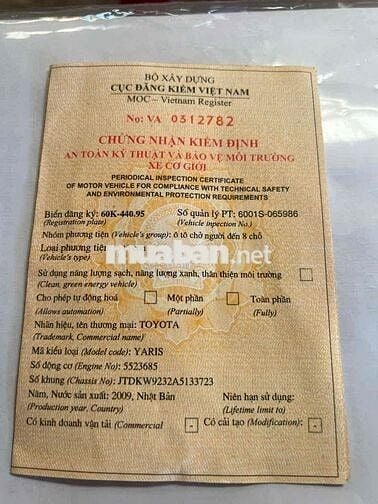 BỘ XÂY DỰNG
CỤC ĐĂNG KIỂM VIỆT NAM
MOC – Vietnam Register
No: VA 0312782
CHỨNG NHẬN KIỂM ĐỊNH
AN TOÀN KỸ THUẬT VÀ BẢO VỆ MÔI TRƯỜNG
XE CƠ GIỚI
PERIODICAL INSPECTION CERTIFICATE
OF MOTOR VEHICLE FOR COMPLIANCE WITH TECHNICAL SAFETY
AND ENVIRONMENTAL PROTECTION REQUIREMENTS
Biển đăng ký: 60K-440.95 Số quản lý PT: 6001S-065986
(Registration plate) (Vehicle inpection No.)
Nhóm phương tiện (Vehicle's group): ô tô chở người đến 8 chỗ
Loại phương tiện
(Vehicle's type)
muaban.net
Sử dụng năng lượng sạch, năng lượng xanh, thân thiện môi trường
(Clean, green energy vehicle)
Cho phép tự động hoá Một phần Toàn phần
(Allows automation) (Partially) (Fully)
Nhãn hiệu, tên thương mại: TOYOTA
(Trademark, Commercial name)
Mã kiểu loại (Model code): YARIS
Số động cơ (Engine No): 5523685
Số khung (Chassis No): JTDKW9232A5133723
Năm, Nước sản xuất: 2009, Nhật Bản Niên hạn sử dụng:
(Production year, Country) (Lifetime limit to)
Có kinh doanh vận tải (Commercial - Có cải tạo (Modification): -